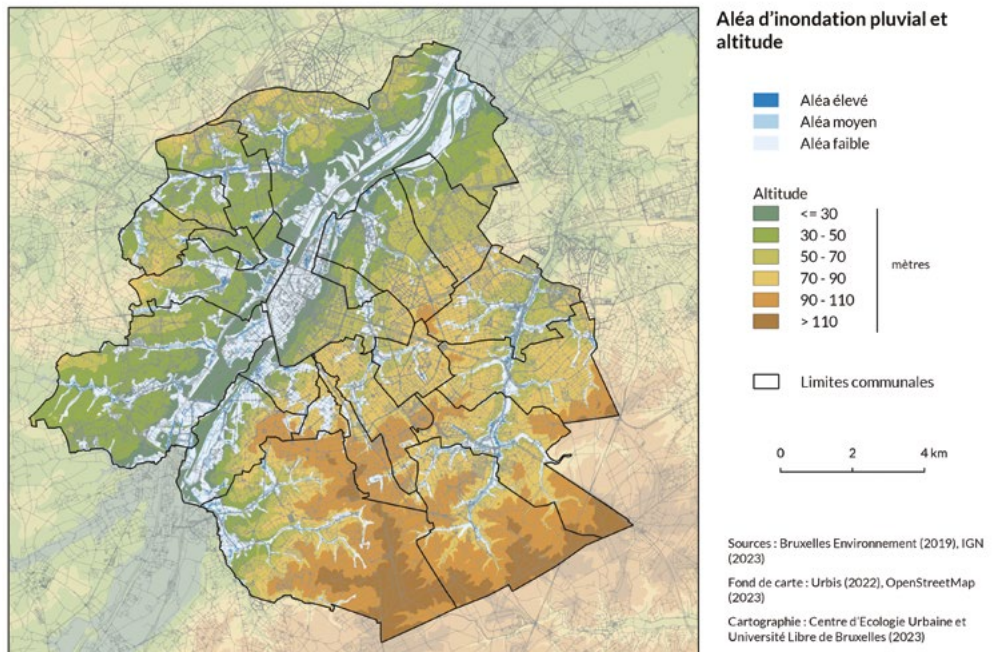 Aléa d’inondation pluvial et
altitude
Aléa élevé
Aléa moyen
Aléa faible
Altitude
<= 30
30 - 50
50 - 70
70 - 90
90 - 110
> 110
mètres
Limites communales
0 2 4 km
Sources : Bruxelles Environnement (2019), IGN
(2023)
Fond de carte : Urbis (2022), OpenStreetMap
(2023)
Cartographie : Centre d'Ecologie Urbaine et
Université Libre de Bruxelles (2023)